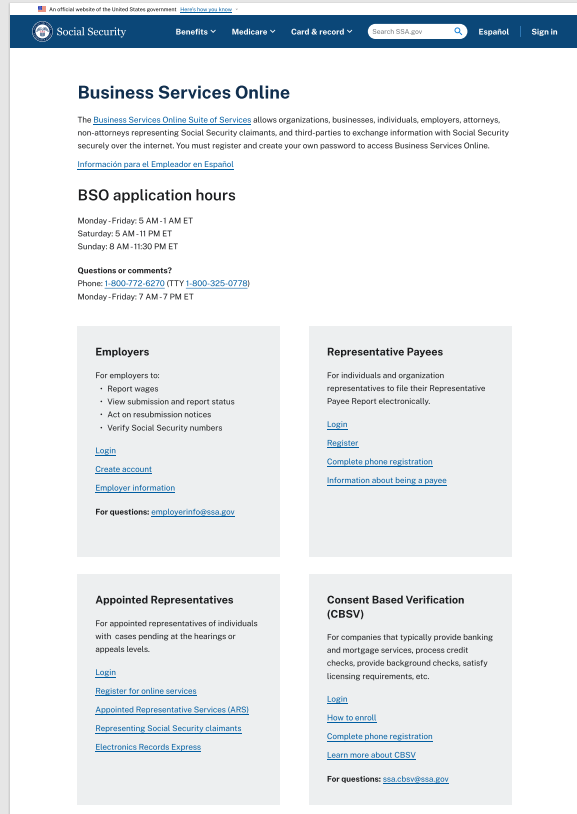 An official website of the United States government Here's how you know
Social Security
Benefits
Medicare
Card & record
Search SSA.gov
Español
Sign in
Business Services Online
The Business Services Online Suite of Services allows organizations, businesses, individuals, employers, attorneys,
non-attorneys representing Social Security claimants, and third-parties to exchange information with Social Security
securely over the internet. You must register and create your own password to access Business Services Online.
Información para el Empleador en Español
BSO application hours
Monday - Friday: 5 AM - 1 AM ET
Saturday: 5 AM - 11 PM ET
Sunday: 8 AM - 11:30 PM ET
Questions or comments?
Phone: 1-800-772-6270 (TTY 1-800-325-0778)
Monday - Friday: 7 AM - 7 PM ET
Employers
For employers to:
• Report wages
• View submission and report status
• Act on resubmission notices
• Verify Social Security numbers
Login
Create account
Employer information
For questions: employerinfo@ssa.gov
Representative Payees
For individuals and organization
representatives to file their Representative
Payee Report electronically.
Login
Register
Complete phone registration
Information about being a payee
Appointed Representatives
For appointed representatives of individuals
with cases pending at the hearings or
appeals levels.
Login
Register for online services
Appointed Representative Services (ARS)
Representing Social Security claimants
Electronics Records Express
Consent Based Verification
(CBSV)
For companies that typically provide banking
and mortgage services, process credit
checks, provide background checks, satisfy
licensing requirements, etc.
Login
How to enroll
Complete phone registration
Learn more about CBSV
For questions: ssa.cbsv@ssa.gov